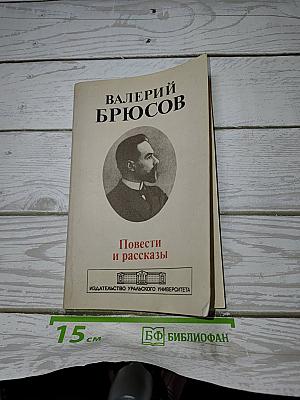 ВАЛЕРИЙ
БРЮСОВ
Повести
и рассказы
ИЗДАТЕЛЬСТВО УРАЛЬСКОГО УНИВЕРСИТЕТА
15 см
БФ БИБЛИОФАН